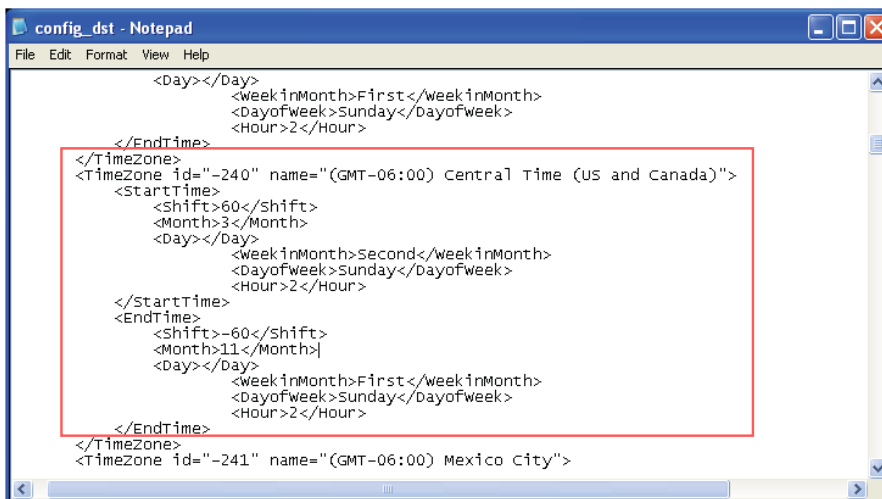 config_dst - Notepad
File Edit Format View Help
<Day></Day>
<WeekinMonth>First</WeekinMonth>
<DayofWeek>Sunday</DayofWeek>
<Hour>2</Hour>
</EndTime>
</TimeZone>
<TimeZone id="-240" name="(GMT-06:00) Central Time (US and Canada)">
<StartTime>
<Shift>60</Shift>
<Month>3</Month>
<Day></Day>
<WeekinMonth>Second</WeekinMonth>
<DayofWeek>Sunday</DayofWeek>
<Hour>2</Hour>
</StartTime>
<EndTime>
<Shift>-60</Shift>
<Month>11</Month>
<Day></Day>
<WeekinMonth>First</WeekinMonth>
<DayofWeek>Sunday</DayofWeek>
<Hour>2</Hour>
</EndTime>
</TimeZone>
<TimeZone id="-241" name="(GMT-06:00) Mexico City">